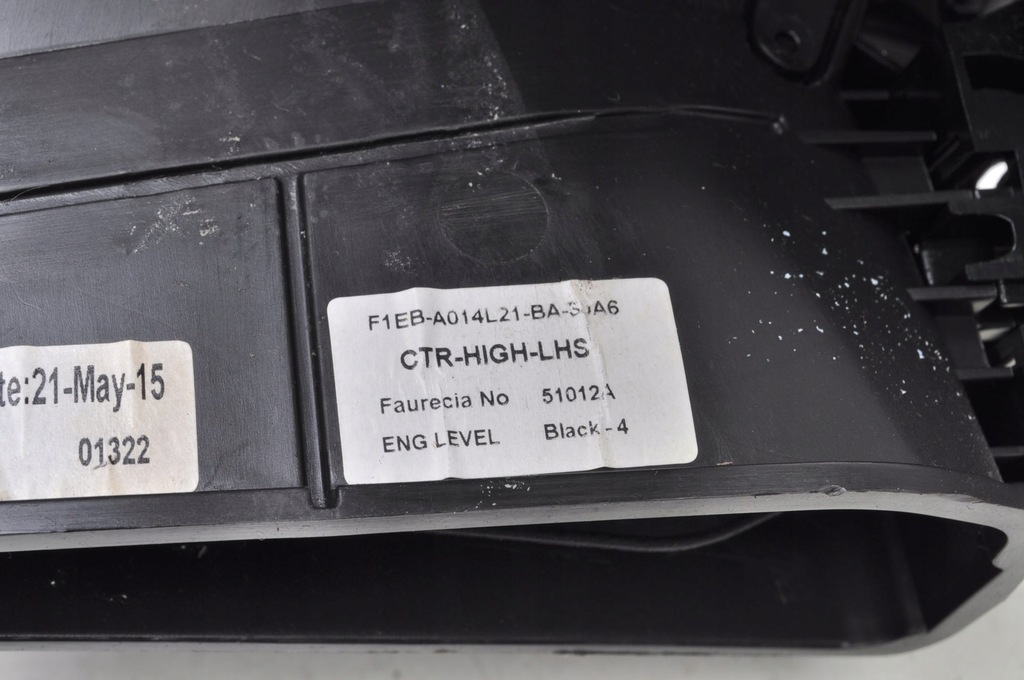 F1EB-A014L21-BA-
CTR-HIGH-LHS
Faurecia No 51012A
ENG LEVEL Black-4
te:21-May-15
01322